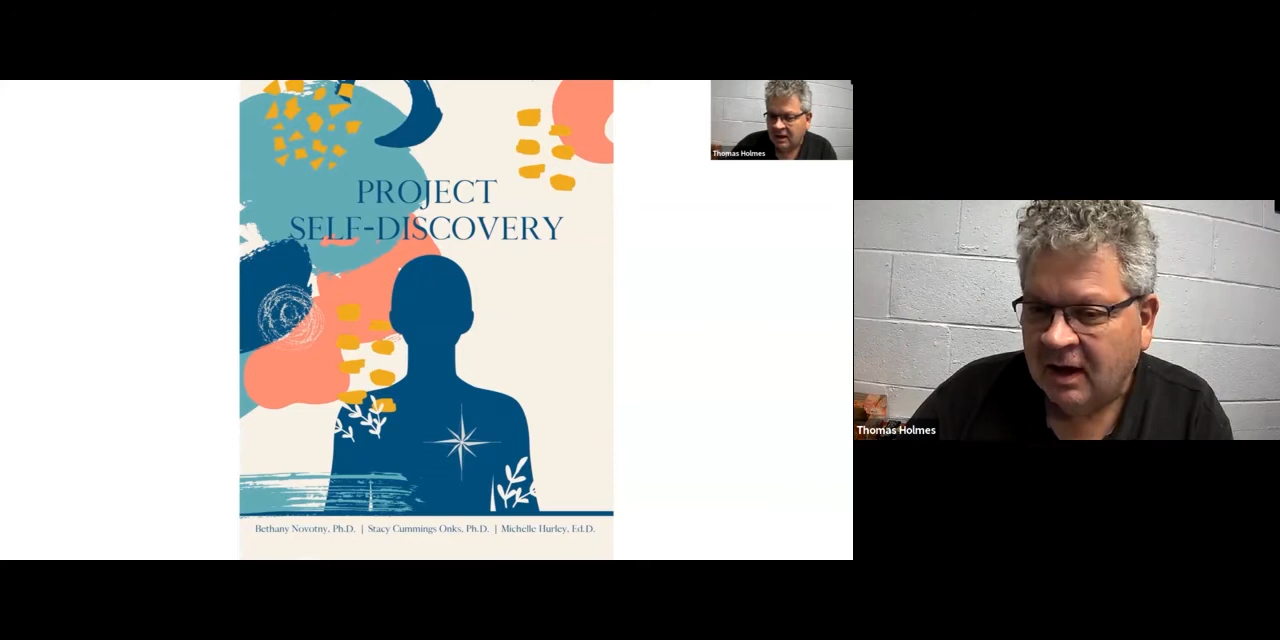 PROJECT
SELF-DISCOVERY
Bethany Novotny, Ph.D. | Stacy Cummings Onks, Ph.D. | Michelle Hurley, Ed.D.
Thomas Holmes
Thomas Holmes